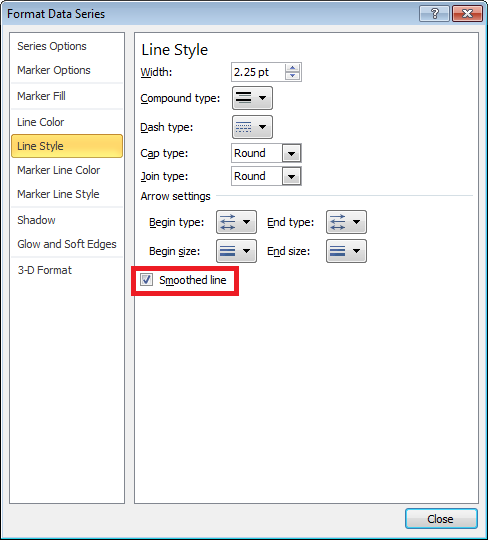 Format Data Series
Series Options
Marker Options
Marker Fill
Line Color
Line Style
Marker Line Color
Marker Line Style
Shadow
Glow and Soft Edges
3-D Format
Line Style
Width: 2.25 pt
Compound type:
Dash type:
Cap type: Round
Join type: Round
Arrow settings
Begin type: End type:
Begin size: End size:
Smoothed line
Close